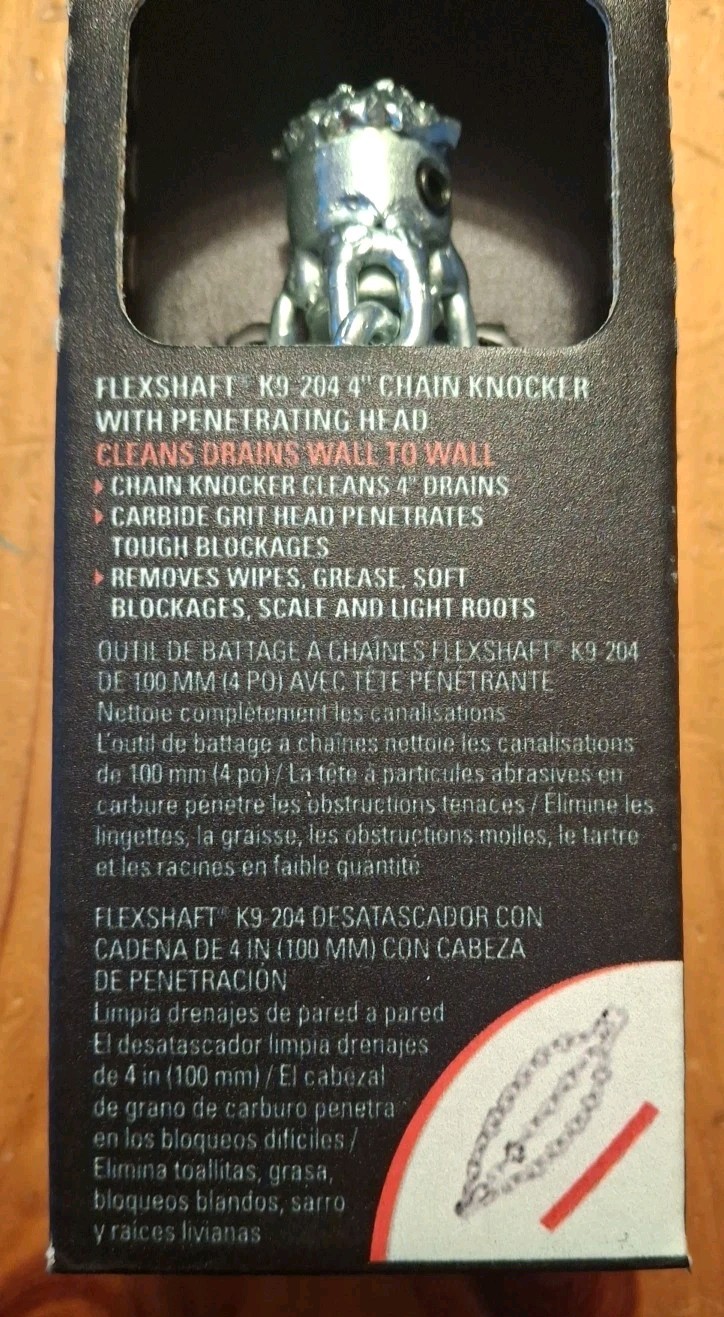 FLEXSHAFT® K9-204 4" CHAIN KNOCKER
WITH PENETRATING HEAD
CLEANS DRAINS WALL TO WALL
CHAIN KNOCKER CLEANS 4" DRAINS
CARBIDE GRIT HEAD PENETRATES
TOUGH BLOCKAGES
REMOVES WIPES, GREASE, SOFT
BLOCKAGES, SCALE AND LIGHT ROOTS
OUTIL DE BATTAGE À CHAÎNES FLEXSHAFT® K9-204
DE 100 MM (4 PO) AVEC TÊTE PÉNÉTRANTE
Nettoie complètement les canalisations
L'outil de battage à chaînes nettoie les canalisations
de 100 mm (4 po) / La tête à particules abrasives en
carbure pénètre les obstructions tenaces / Élimine les
lingettes, la graisse, les obstructions molles, le tartre
et les racines en faible quantité
FLEXSHAFT® K9-204 DESATASCADOR CON
CADENA DE 4 IN (100 MM) CON CABEZA
DE PENETRACIÓN
Limpia drenajes de pared a pared
El desatascador limpia drenajes
de 4 in (100 mm) / El cabezal
de grano de carburo penetra
en los bloqueos difíciles /
Elimina toallitas, grasa,
bloqueos blandos, sarro
y raíces livianas